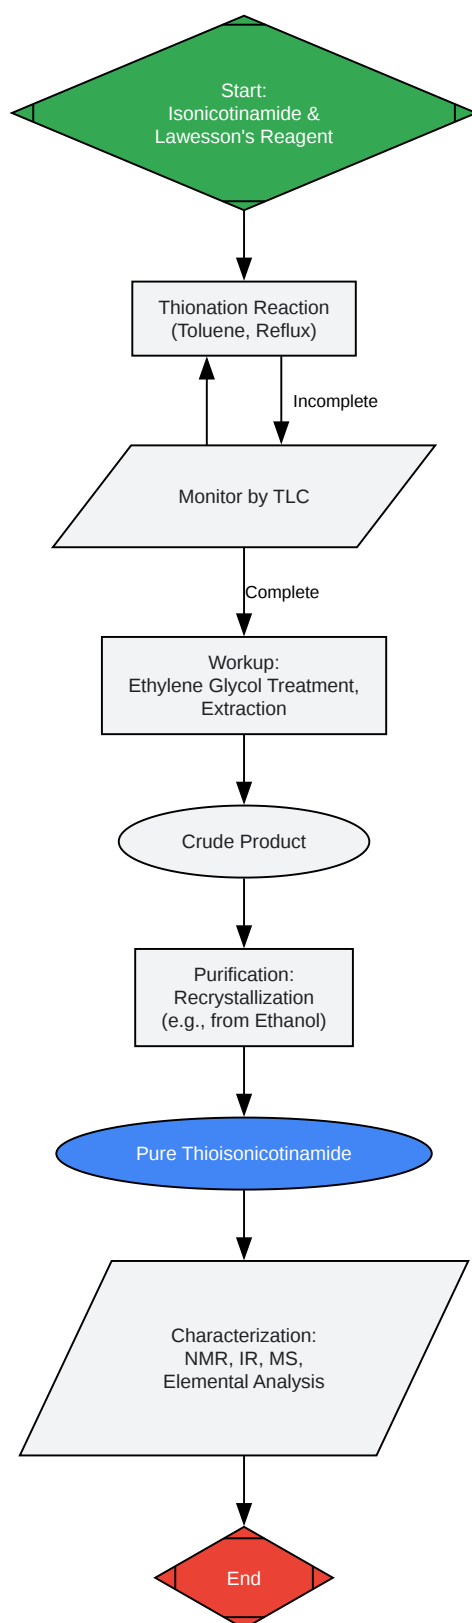 Start:
Isonicotinamide &
Lawesson's Reagent
Thionation Reaction
(Toluene, Reflux)
Incomplete
Monitor by TLC
Complete
Workup:
Ethylene Glycol Treatment,
Extraction
Crude Product
Purification:
Recrystallization
(e.g., from Ethanol)
Pure Thioisonicotinamide
Characterization:
NMR, IR, MS,
Elemental Analysis
End